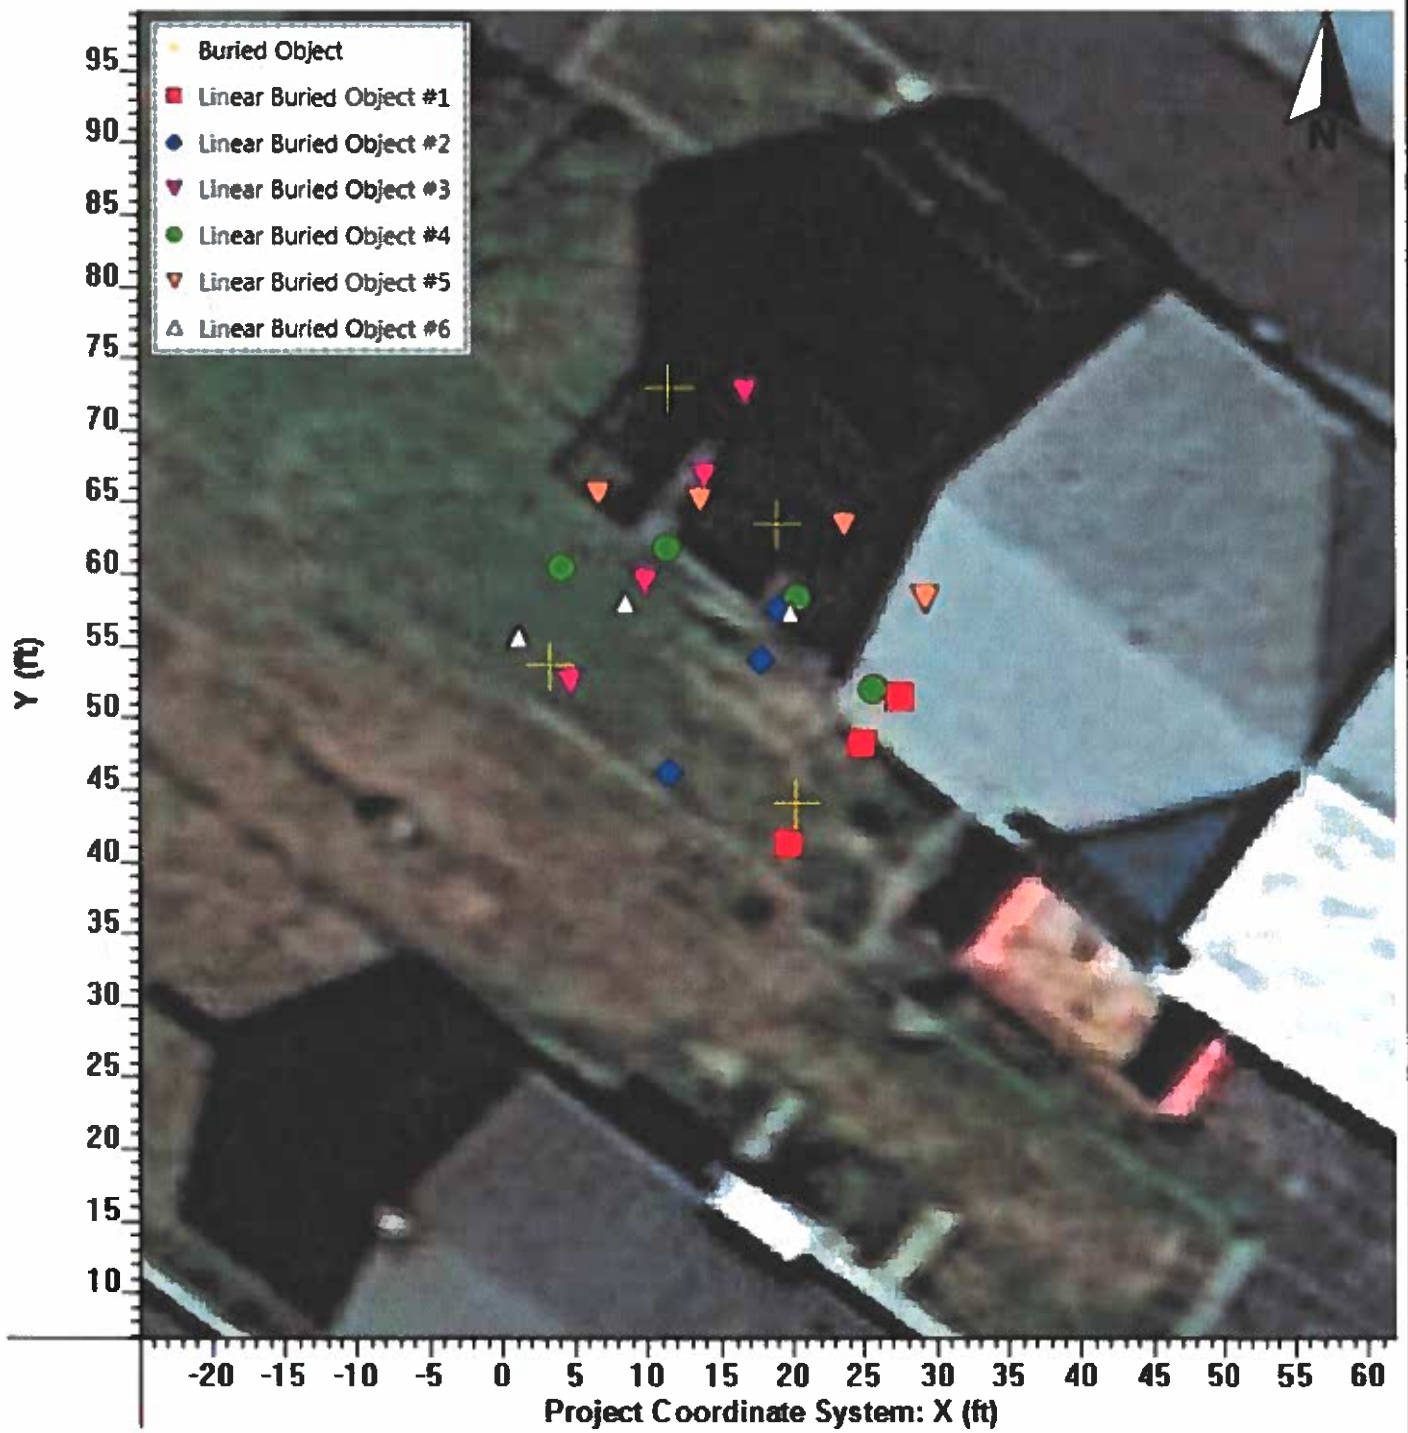 95
90
85
80
75
70
65
60
55
50
45
40
35
30
25
20
15
10
Y (ft)
Buried Object
Linear Buried Object #1
Linear Buried Object #2
Linear Buried Object #3
Linear Buried Object #4
Linear Buried Object #5
Linear Buried Object #6
N
-20 -15 -10 -5 0 5 10 15 20 25 30 35 40 45 50 55 60
Project Coordinate System: X (ft)